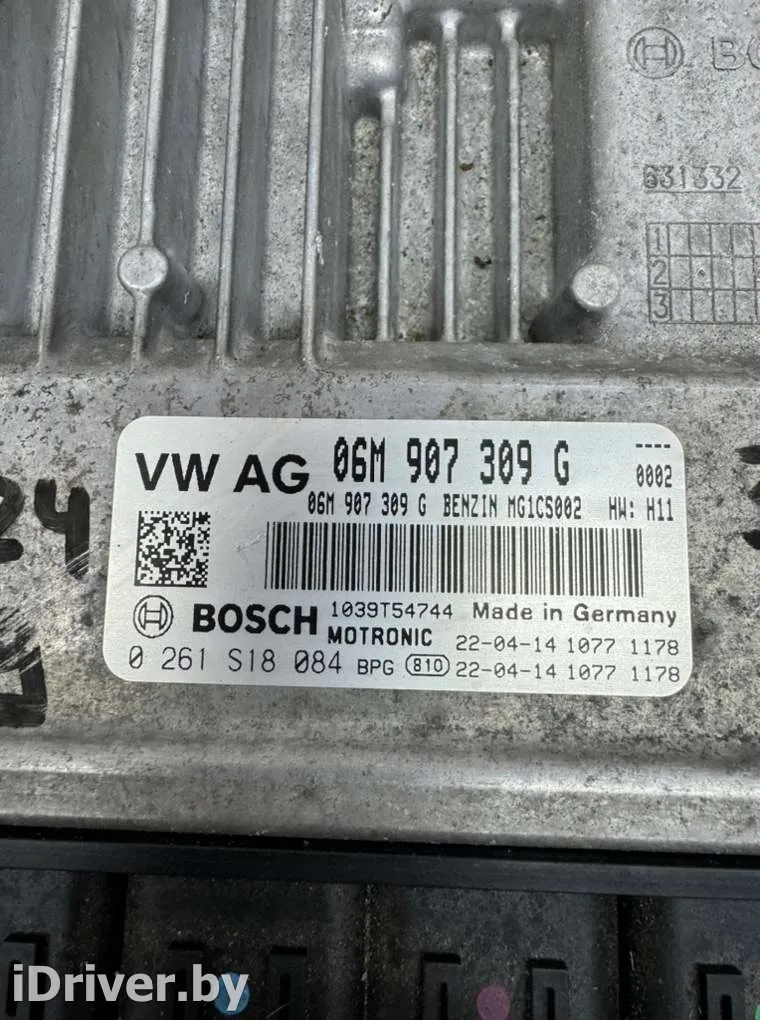 631332
1
2
3
VW AG 06M 907 309 G ----
0002
06M 907 309 G BENZIN MG1CS002 HW: H11
BOSCH 1039T54744 Made in Germany
MOTRONIC 22-04-14 1077 1178
0 261 S18 084 BPG 810 22-04-14 1077 1178
24
iDriver.by